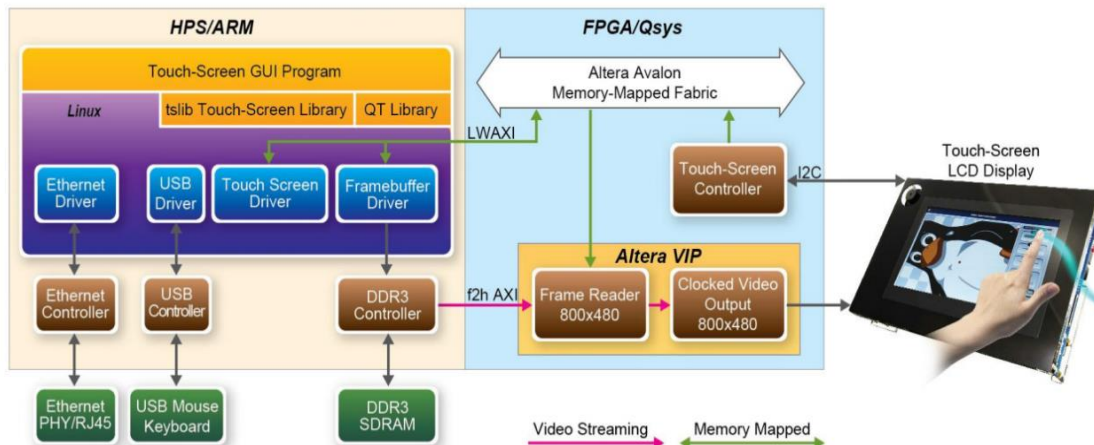 HPS/ARM
FPGA/Qsys
Touch-Screen GUI Program
Linux
tslib Touch-Screen Library
QT Library
Altera Avalon
Memory-Mapped Fabric
LWAXI
Ethernet
Driver
USB
Driver
Touch Screen
Driver
Framebuffer
Driver
Touch-Screen
Controller
I2C
Touch-Screen
LCD Display
Altera VIP
Ethernet
Controller
USB
Controller
DDR3
Controller
f2h AXI
Frame Reader
800x480
Clocked Video
Output
800x480
Ethernet
PHY/RJ45
USB Mouse
Keyboard
DDR3
SDRAM
Video Streaming
Memory Mapped